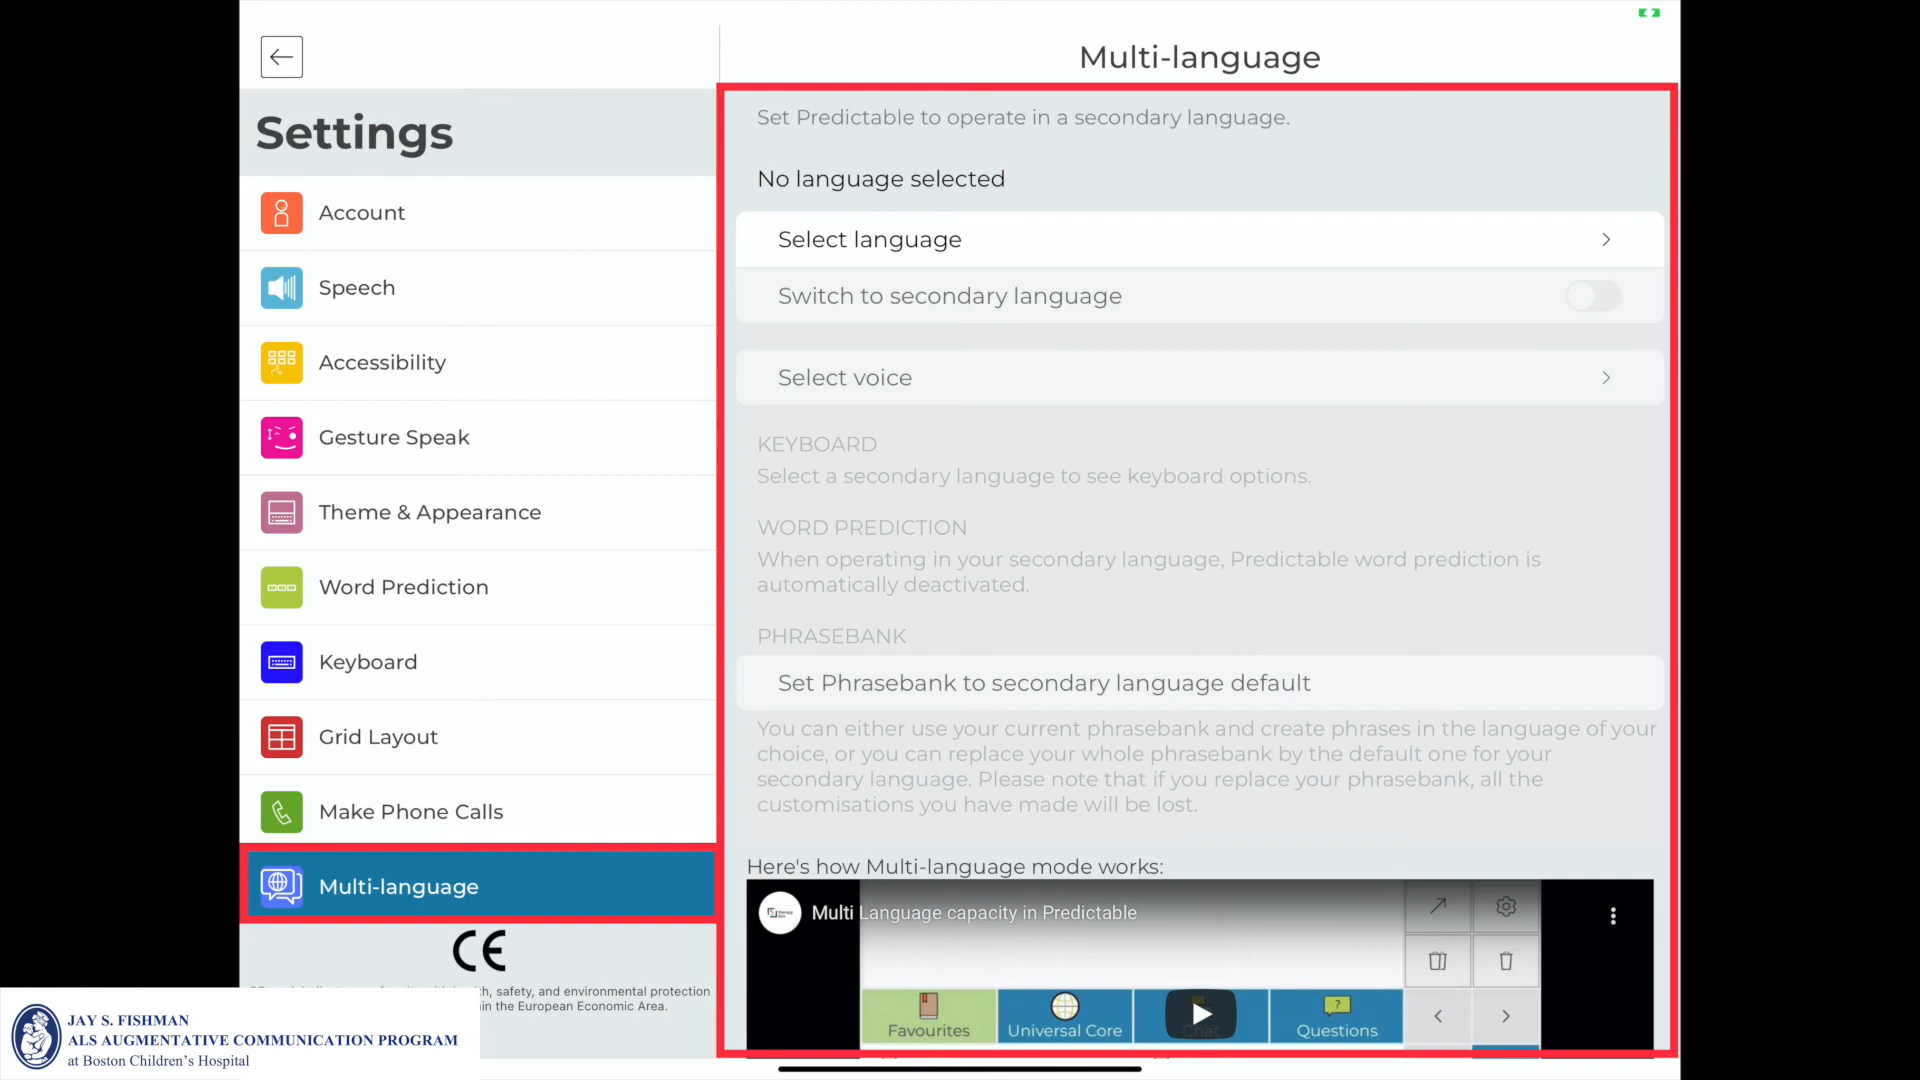 Multi-language
Settings
Account
Speech
Accessibility
Gesture Speak
Theme & Appearance
Word Prediction
Keyboard
Grid Layout
Make Phone Calls
Multi-language
CE
h, safety, and environmental protection
in the European Economic Area.
JAY S. FISHMAN
ALS AUGMENTATIVE COMMUNICATION PROGRAM
at Boston Children's Hospital
Set Predictable to operate in a secondary language.
No language selected
Select language
Switch to secondary language
Select voice
KEYBOARD
Select a secondary language to see keyboard options.
WORD PREDICTION
When operating in your secondary language, Predictable word prediction is
automatically deactivated.
PHRASEBANK
Set Phrasebank to secondary language default
You can either use your current phrasebank and create phrases in the language of your
choice, or you can replace your whole phrasebank by the default one for your
secondary language. Please note that if you replace your phrasebank, all the
customisations you have made will be lost.
Here's how Multi-language mode works:
Multi Language capacity in Predictable
Favourites
Universal Core
Chat
Questions